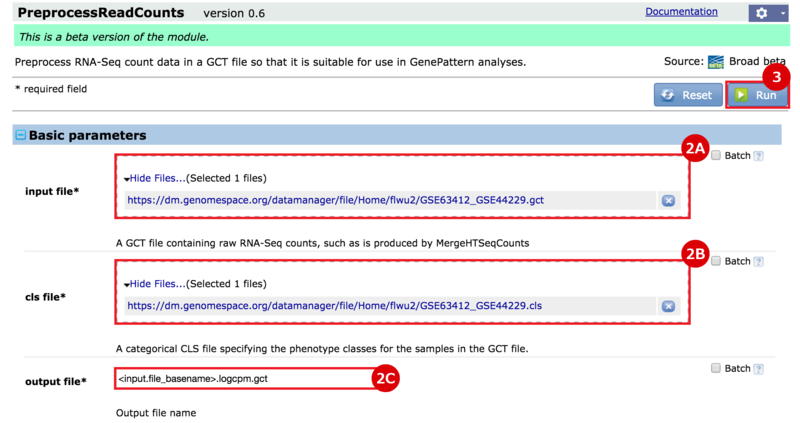 PreprocessReadCounts version 0.6 Documentation
This is a beta version of the module.
Preprocess RNA-Seq count data in a GCT file so that it is suitable for use in GenePattern analyses. Source: BETA Broad beta
3
* required field Reset Run
Basic parameters
2A
Batch ?
Hide Files...(Selected 1 files)
input file*
https://dm.genomespace.org/datamanager/file/Home/flwu2/GSE63412_GSE44229.gct
A GCT file containing raw RNA-Seq counts, such as is produced by MergeHTSeqCounts
2B
Batch ?
Hide Files...(Selected 1 files)
cls file*
https://dm.genomespace.org/datamanager/file/Home/flwu2/GSE63412_GSE44229.cls
A categorical CLS file specifying the phenotype classes for the samples in the GCT file.
Batch ?
output file* <input.file_basename>.logcpm.gct 2C
Output file name